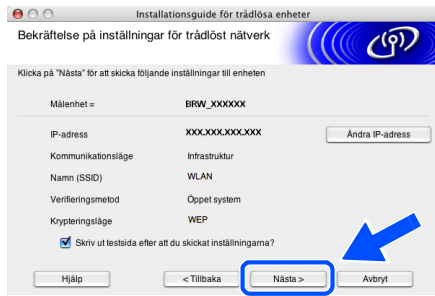 Installationsguide för trådlösa enheter
Bekräftelse på inställningar för trådlöst nätverk
Klicka på "Nästa" för att skicka följande inställningar till enheten
Målenhet = BRW_XXXXXX
IP-adress XXX.XXX.XXX.XXX Ändra IP-adress
Kommunikationsläge Infrastruktur
Namn (SSID) WLAN
Verifieringsmetod Öppet system
Krypteringsläge WEP
Skriv ut testsida efter att du skickat inställningarna?
Hjälp < Tillbaka Nästa > Avbryt